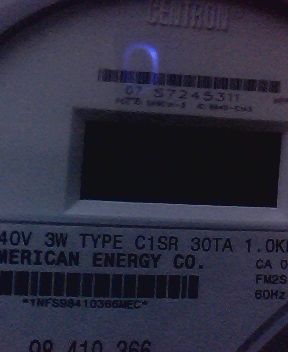 CENTRON
07 57245311
40V 3W TYPE C1SR 30TA 1.0K
MERICAN ENERGY CO.
CA 0
FM2S
60Hz
*1NFS98410366MEC*
98 410 366